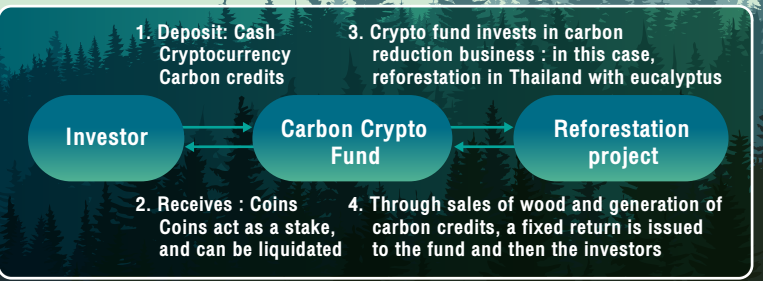 1. Deposit: Cash
Cryptocurrency
Carbon credits
3. Crypto fund invests in carbon
reduction business : in this case,
reforestation in Thailand with eucalyptus
Investor
Carbon Crypto
Fund
Reforestation
project
2. Receives : Coins
Coins act as a stake,
and can be liquidated
4. Through sales of wood and generation of
carbon credits, a fixed return is issued
to the fund and then the investors